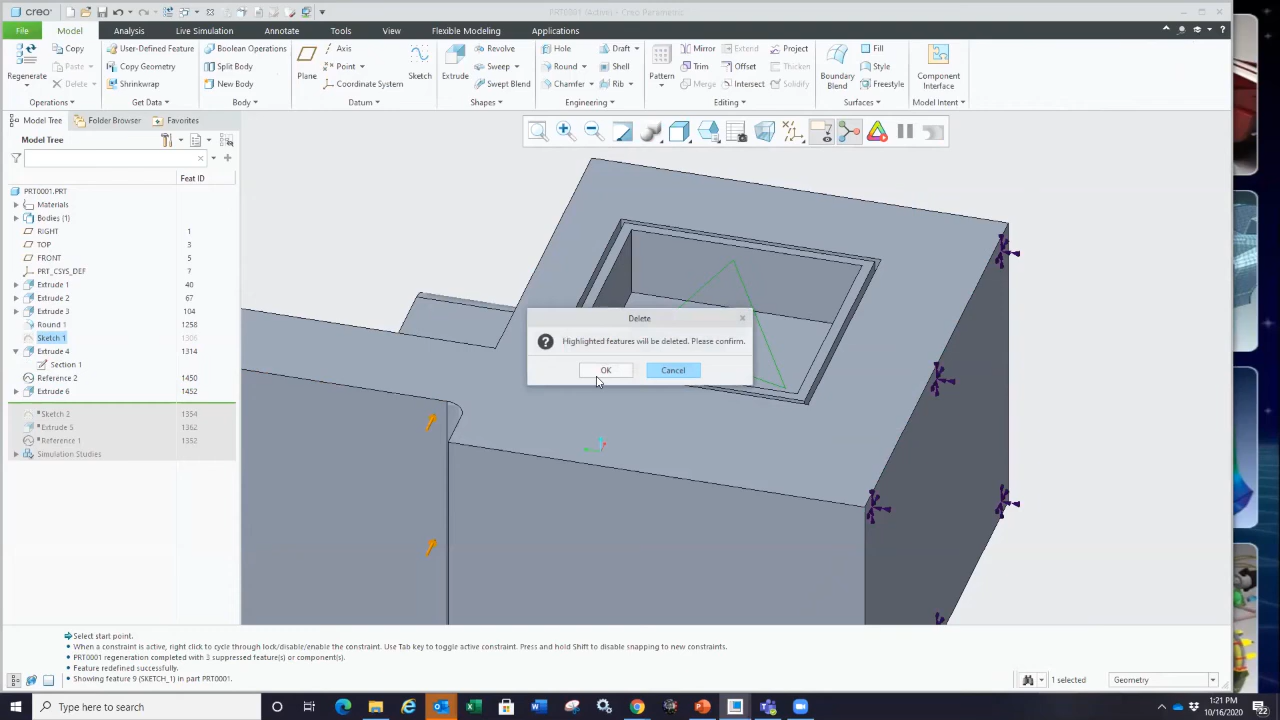 creo
PRT0001 (Active) - Creo Parametric
File
Model
Analysis
Live Simulation
Annotate
Tools
View
Flexible Modeling
Applications
Regenerate
Copy
Paste
Delete
Operations
User-Defined Feature
Copy Geometry
Shrinkwrap
Get Data
Boolean Operations
Split Body
New Body
Body
Plane
Axis
Point
Coordinate System
Sketch
Datum
Extrude
Revolve
Sweep
Swept Blend
Shapes
Hole
Round
Chamfer
Draft
Shell
Rib
Engineering
Pattern
Mirror
Trim
Merge
Extend
Offset
Intersect
Project
Thicken
Solidify
Editing
Boundary Blend
Fill
Style
Freestyle
Surfaces
Component Interface
Model Intent
Model Tree
Folder Browser
Favorites
Model Tree
Feat ID
PRT0001.PRT
Materials
Bodies (1)
RIGHT 1
TOP 3
FRONT 5
PRT_CSYS_DEF 7
Extrude 1 40
Extrude 2 67
Extrude 3 104
Round 1 1258
Sketch 1
Extrude 4 1314
Section 1
Reference 2 1450
Extrude 6 1452
Sketch 2 1354
Extrude 5 1362
Reference 1 1352
Simulation Studies
Delete
Highlighted features will be deleted. Please confirm.
OK
Cancel
Select start point.
When a constraint is active, right click to cycle through lock/disable/enable the constraint. Use Tab key to toggle active constraint. Press and hold Shift to disable snapping to new constraints.
PRT0001 regeneration completed with 3 suppressed feature(s) or component(s).
Feature redefined successfully.
Showing feature 9 (SKETCH_1) in part PRT0001.
1 selected
Geometry
Type here to search
1:21 PM
10/16/2020
22